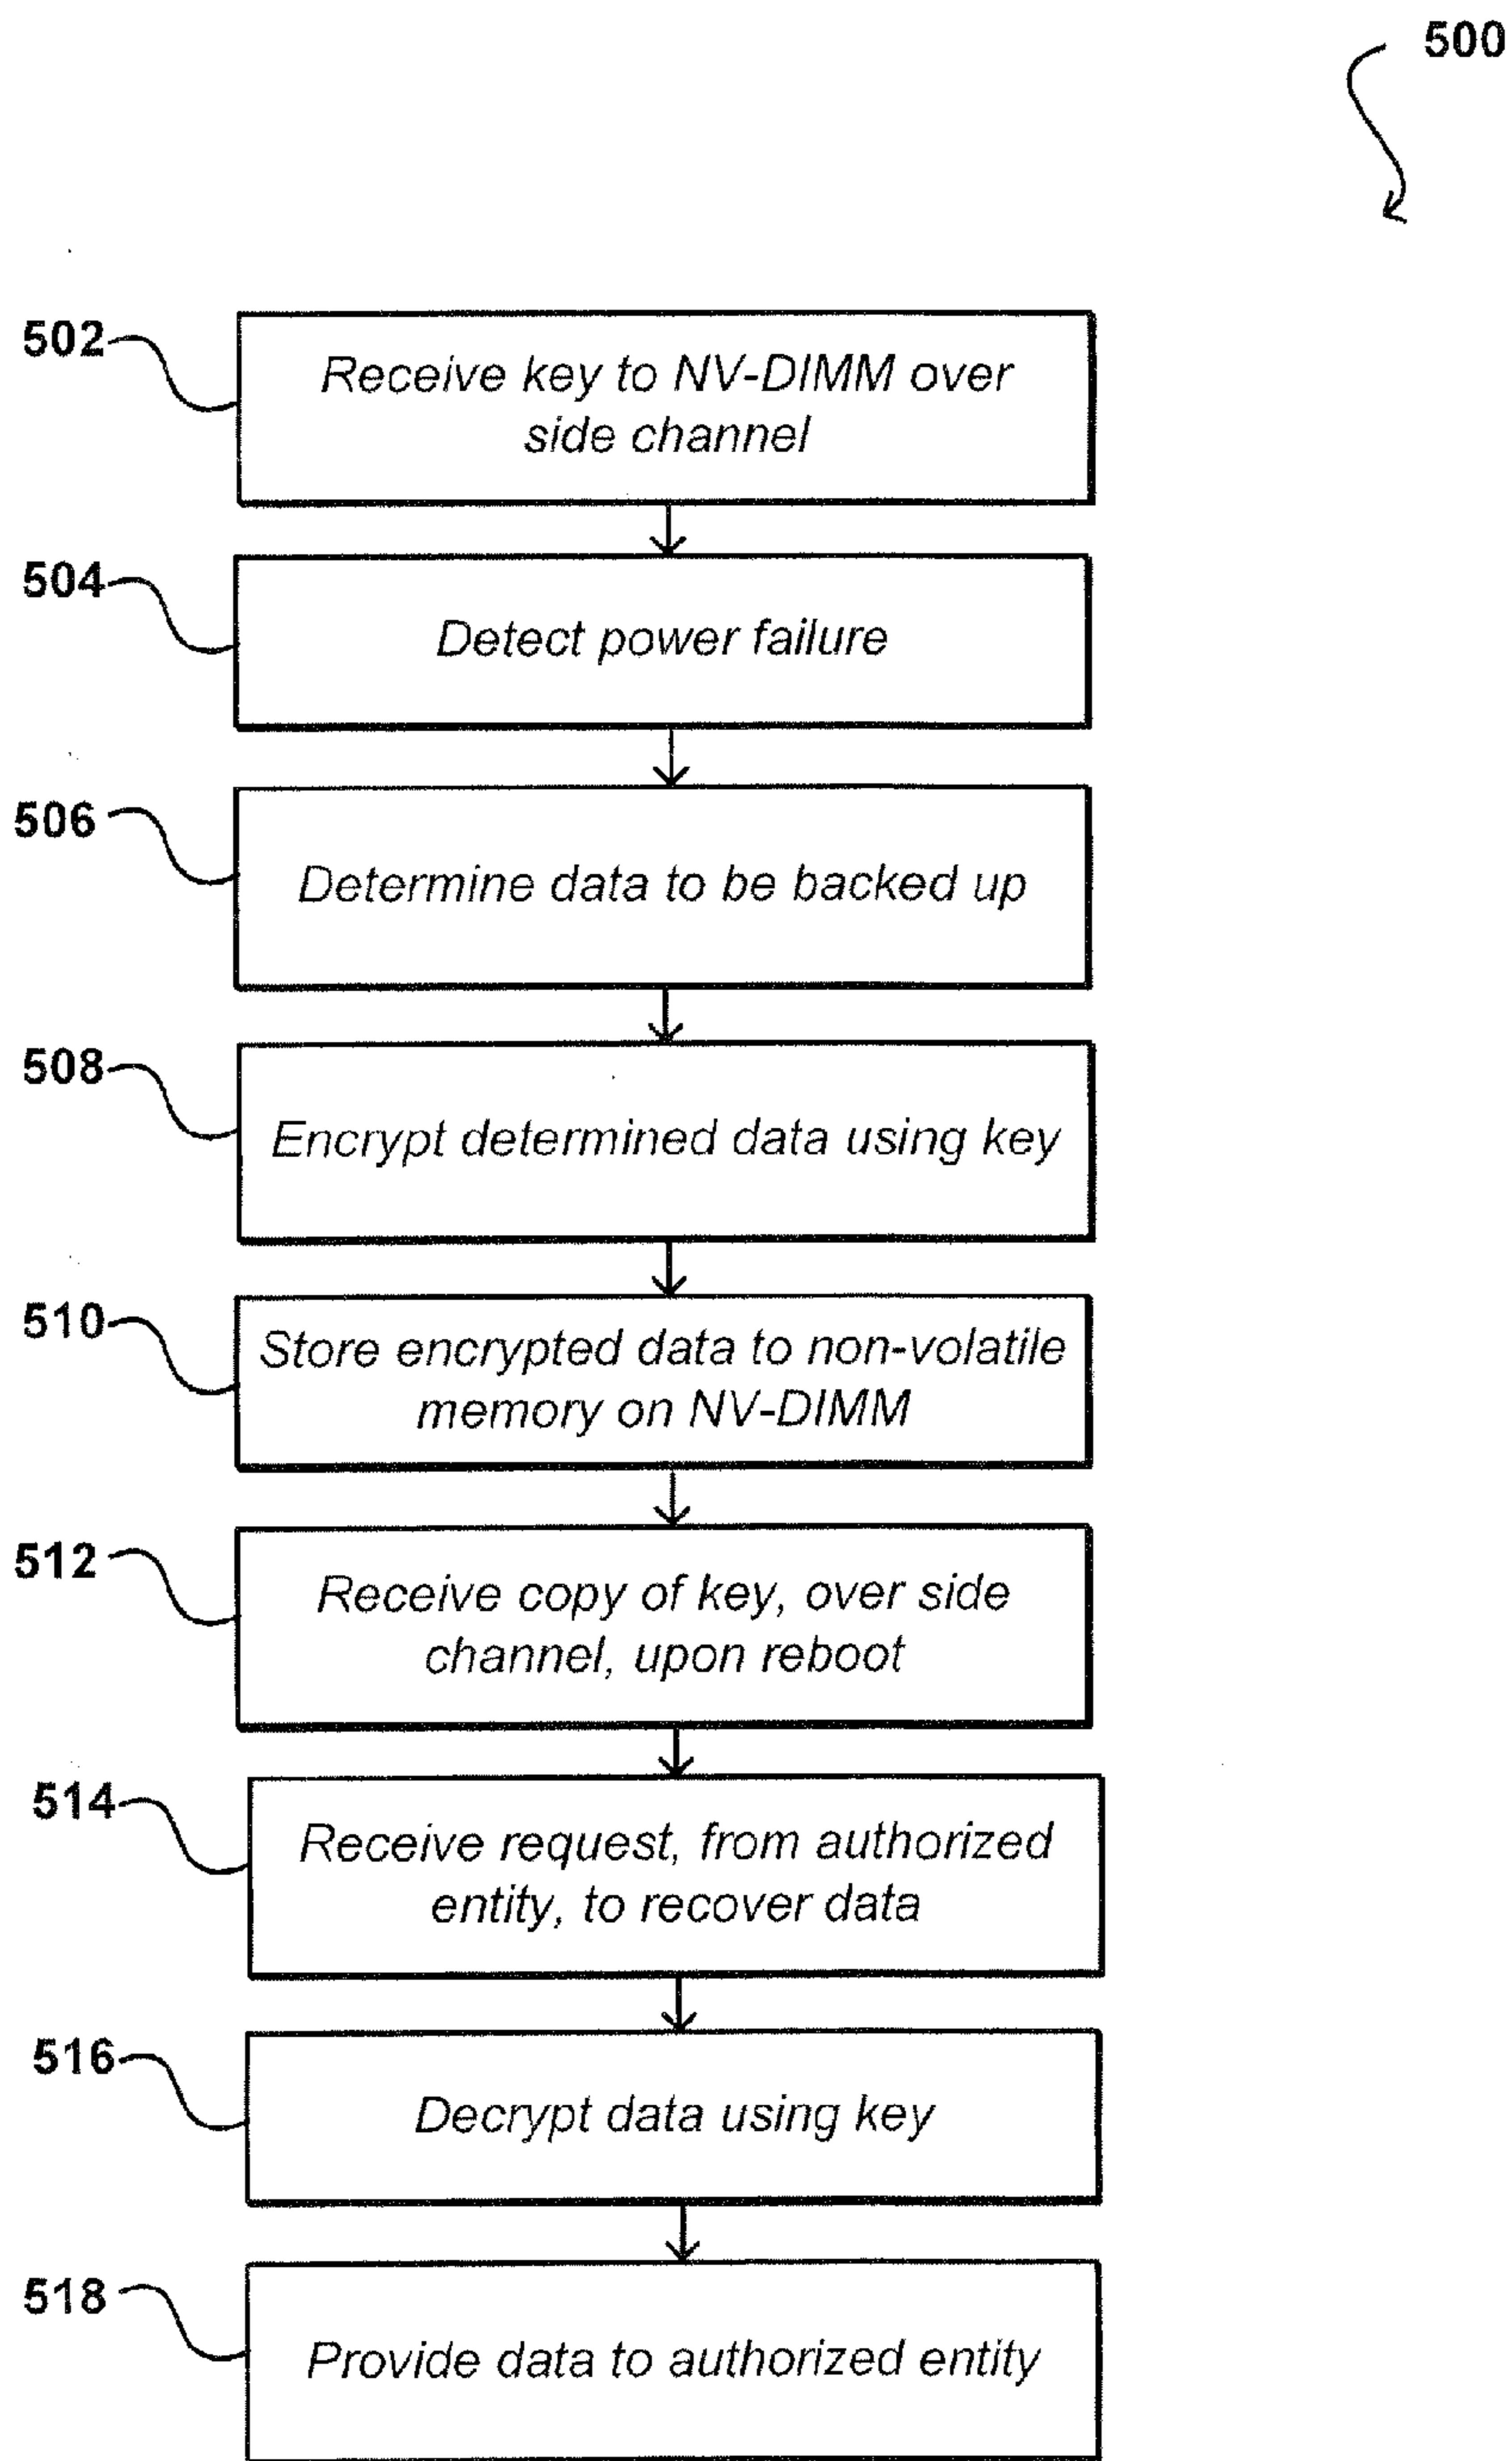 500
502
Receive key to NV-DIMM over
side channel
504
Detect power failure
506
Determine data to be backed up
508
Encrypt determined data using key
510
Store encrypted data to non-volatile
memory on NV-DIMM
512
Receive copy of key, over side
channel, upon reboot
514
Receive request, from authorized
entity, to recover data
516
Decrypt data using key
518
Provide data to authorized entity